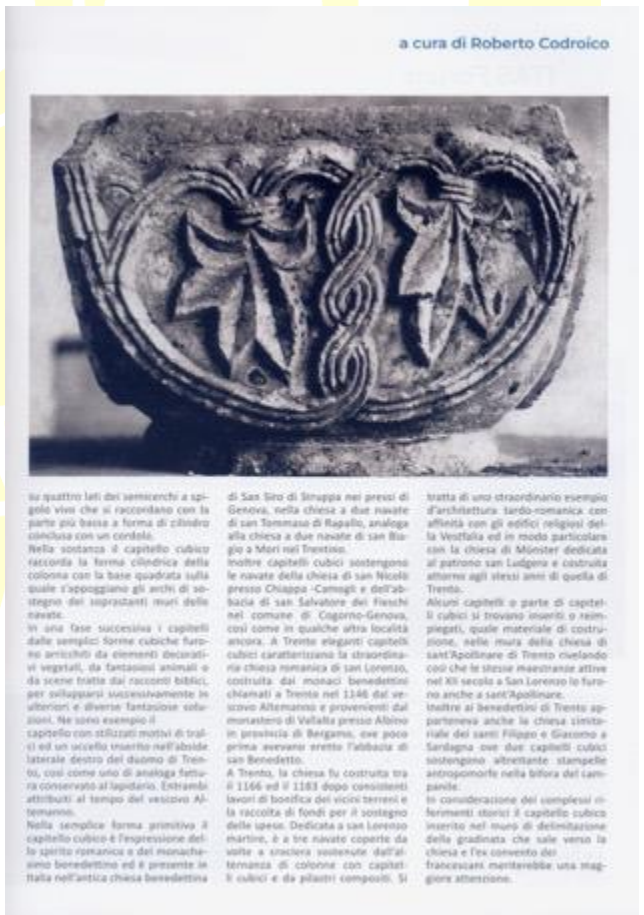 a cura di Roberto Codroico
su quattro lati dei semicerchi a spi-
golo vivo che si raccordano con la
parte più bassa a forma di cilindro
conclusa con un cordolo.
Nella sostanza il capitello cubico
raccorda la forma cilindrica della
colonna con la base quadrata sulla
quale s'appoggiano gli archi di so-
stegno dei soprastanti muri delle
navate.
In una fase successiva i capitelli
dalle semplici forme cubiche furo-
no arricchiti da elementi decorati-
vi vegetali, da fantasiosi animali o
da scene tratte dai racconti biblici,
per svilupparsi successivamente in
ulteriori e diverse fantasiose solu-
zioni. Ne sono esempio il
capitello con stilizzati motivi di tral-
ci ed un uccello inserito nell'abside
laterale destro del duomo di Tren-
to, così come uno di analoga fattu-
ra conservato al lapidario. Entrambi
attribuiti al tempo del vescovo Al-
temanno.
Nella semplice forma primitiva il
capitello cubico è l'espressione del-
lo spirito romanico e del monache-
simo benedettino ed è presente in
Italia nell'antica chiesa benedettina
di San Siro di Struppa nei pressi di
Genova, nella chiesa a due navate
di san Tommaso di Rapallo, analoga
alla chiesa a due navate di san Bia-
gio a Mori nel Trentino.
Inoltre capitelli cubici sostengono
le navate della chiesa di san Nicolò
presso Chiappa -Camogli e dell'ab-
bazia di san Salvatore dei Fieschi
nel comune di Cogorno-Genova,
così come in qualche altra località
ancora. A Trento eleganti capitelli
cubici caratterizzano la straordina-
ria chiesa romanica di san Lorenzo,
costruita dai monaci benedettini
chiamati a Trento nel 1146 dal ve-
scovo Altemanno e provenienti dal
monastero di Vallalta presso Albino
in provincia di Bergamo, ove poco
prima avevano eretto l'abbazia di
san Benedetto.
A Trento, la chiesa fu costruita tra
il 1166 ed il 1183 dopo consistenti
lavori di bonifica dei vicini terreni e
la raccolta di fondi per il sostegno
delle spese. Dedicata a san Lorenzo
martire, è a tre navate coperte da
volte a crociera sostenute dall'al-
ternanza di colonne con capitel-
li cubici e da pilastri compositi. Si
tratta di uno straordinario esempio
d'architettura tardo-romanica con
affinità con gli edifici religiosi del-
la Vestfalia ed in modo particolare
con la chiesa di Münster dedicata
al patrono san Ludgero e costruita
attorno agli stessi anni di quella di
Trento.
Alcuni capitelli o parte di capitel-
li cubici si trovano inseriti o reim-
piegati, quale materiale di costru-
zione, nelle mura della chiesa di
sant'Apollinare di Trento rivelando
così che le stesse maestranze attive
nel XII secolo a San Lorenzo lo furo-
no anche a sant'Apollinare.
Inoltre ai benedettini di Trento ap-
parteneva anche la chiesa cimite-
riale dei santi Filippo e Giacomo a
Sardagna ove due capitelli cubici
sostengono altrettante stampelle
antropomorfe nella bifora del cam-
panile.
In considerazione dei complessi ri-
ferimenti storici il capitello cubico
inserito nel muro di delimitazione
della gradinata che sale verso la
chiesa e l'ex convento dei
francescani meriterebbe una mag-
giore attenzione.